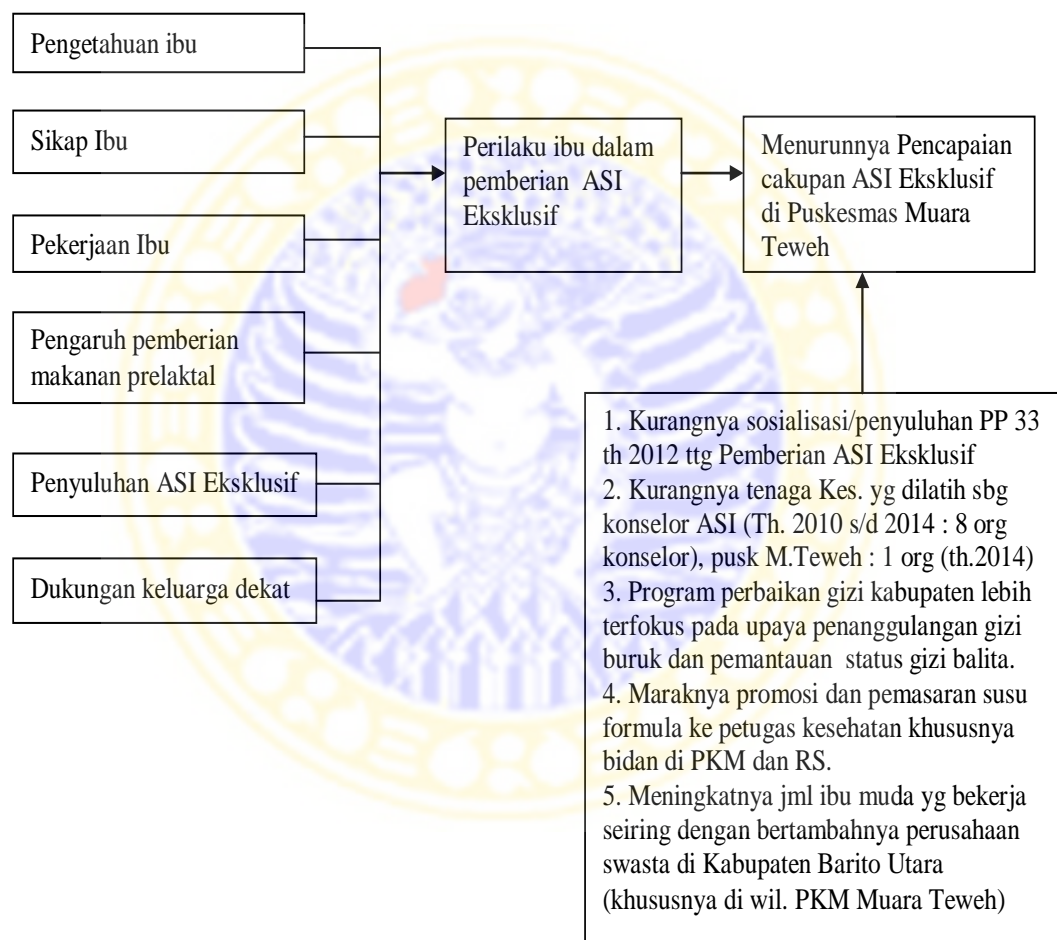 Pengetahuan ibu
Sikap Ibu
Pekerjaan Ibu
Pengaruh pemberian
makanan prelaktal
Penyuluhan ASI Eksklusif
Dukungan keluarga dekat
Perilaku ibu dalam
pemberian ASI
Eksklusif
Menurunnya Pencapaian
cakupan ASI Eksklusif
di Puskesmas Muara
Teweh
1. Kurangnya sosialisasi/penyuluhan PP 33
th 2012 ttg Pemberian ASI Eksklusif
2. Kurangnya tenaga Kes. yg dilatih sbg
konselor ASI (Th. 2010 s/d 2014 : 8 org
konselor), pusk M.Teweh : 1 org (th.2014)
3. Program perbaikan gizi kabupaten lebih
terfokus pada upaya penanggulangan gizi
buruk dan pemantauan status gizi balita.
4. Maraknya promosi dan pemasaran susu
formula ke petugas kesehatan khususnya
bidan di PKM dan RS.
5. Meningkatnya jml ibu muda yg bekerja
seiring dengan bertambahnya perusahaan
swasta di Kabupaten Barito Utara
(khususnya di wil. PKM Muara Teweh)